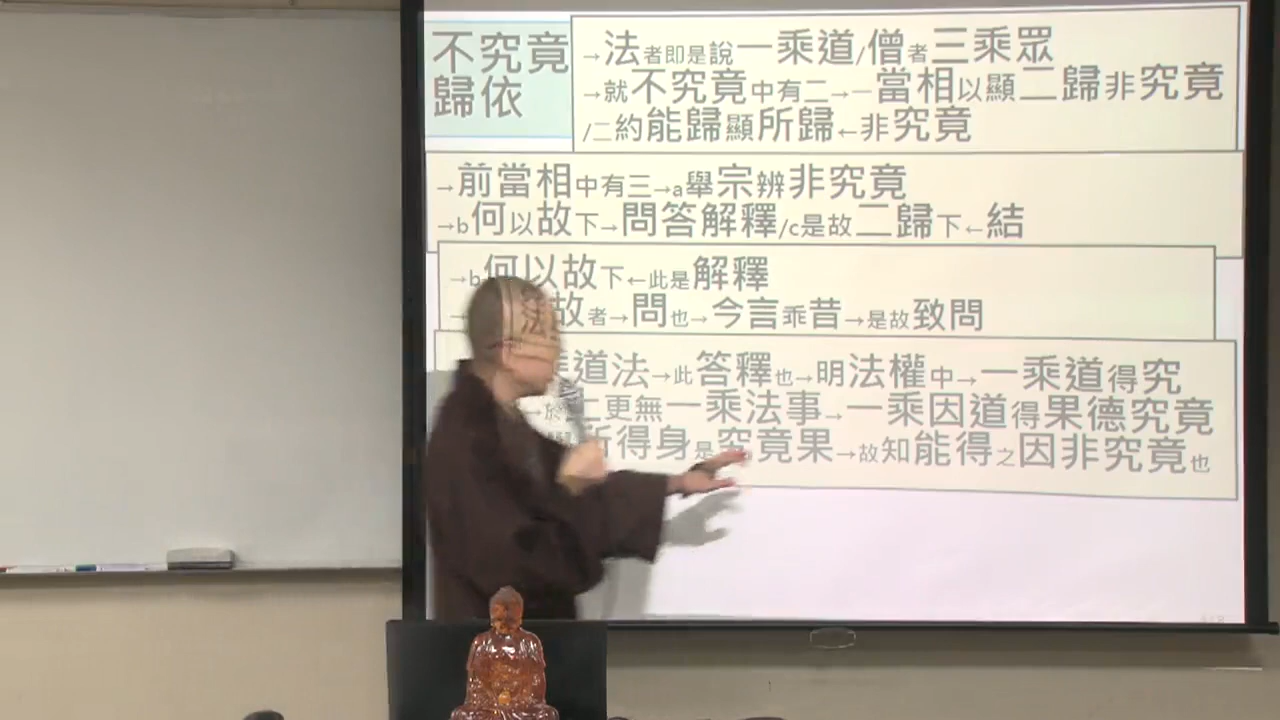 不究竟
歸依
→法者即是說一乘道/僧者三乘眾
→就不究竟中有二→一當相以顯二歸非究竟
/二約能歸顯所歸←非究竟
→前當相中有三→a舉宗辨非究竟
→b何以故下→問答解釋/c是故二歸下←結
→b何以故下←此是解釋
故者→問也→今言乖昔→是故致問
道法→此答釋也→明法權中→一乘道得究
更無一乘法事→一乘因道得果德究竟
所得身是究竟果→故知能得之因非究竟也